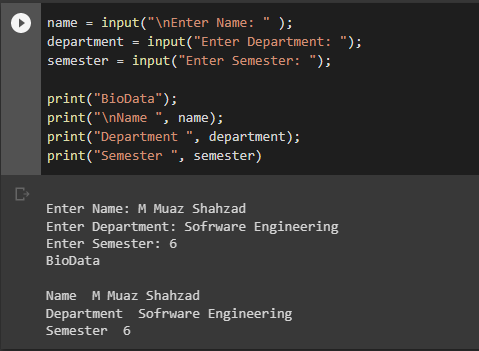 name = input("\nEnter Name: " );
department = input("Enter Department: ");
semester = input("Enter Semester: ");
print("BioData");
print("\nName ", name);
print("Department ", department);
print("Semester ", semester)
Enter Name: M Muaz Shahzad
Enter Department: Sofrware Engineering
Enter Semester: 6
BioData
Name  M Muaz Shahzad
Department  Sofrware Engineering
Semester  6